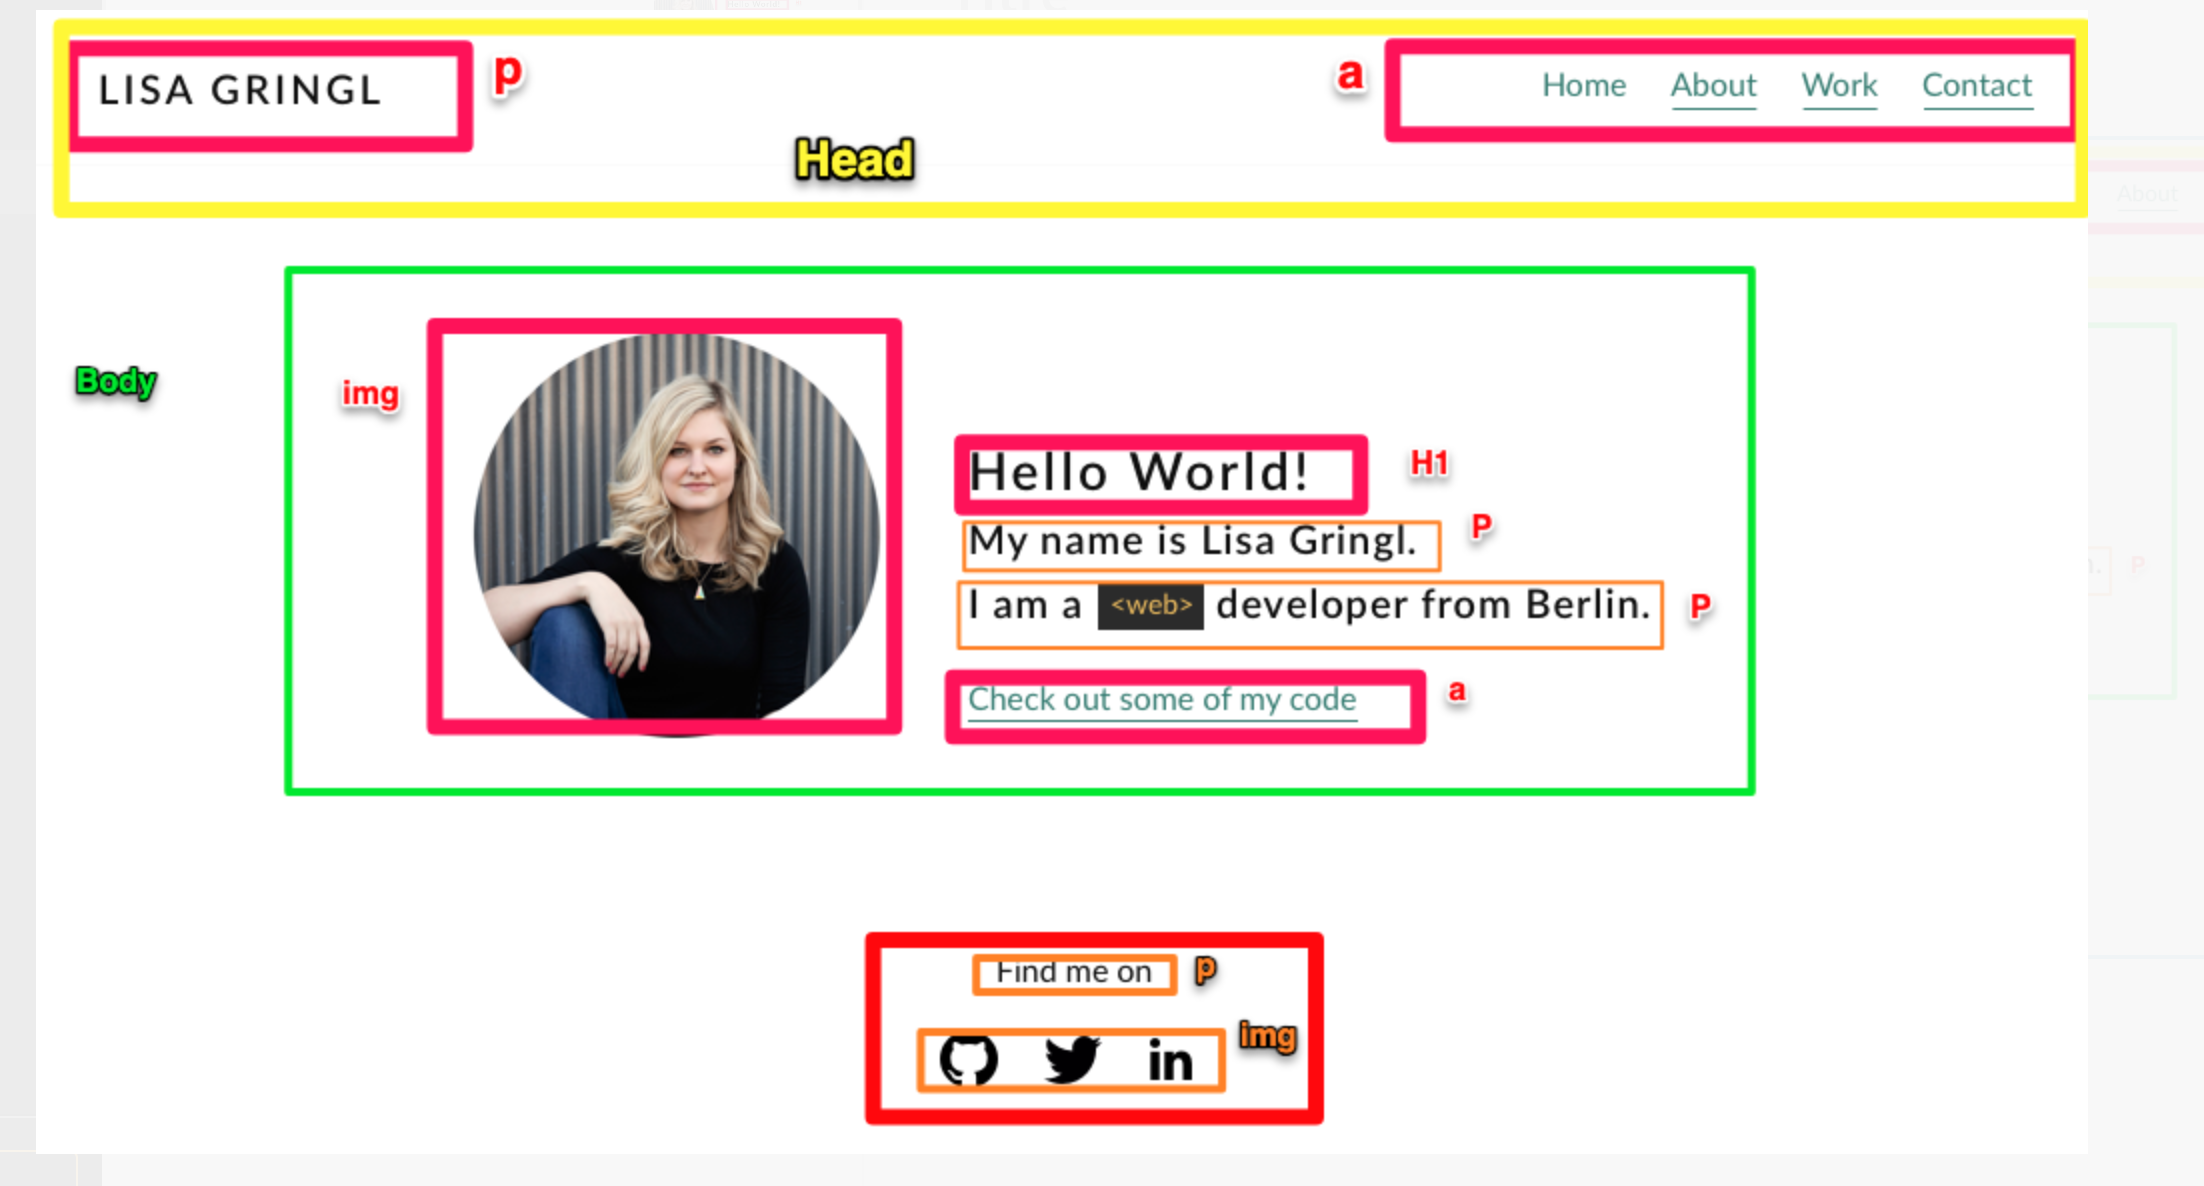 LISA GRINGL p a Home About Work Contact
Head
About
Body
img
Hello World! H1
My name is Lisa Gringl. P
I am a <web> developer from Berlin. P
P
Check out some of my code a
Find me on p
img
in